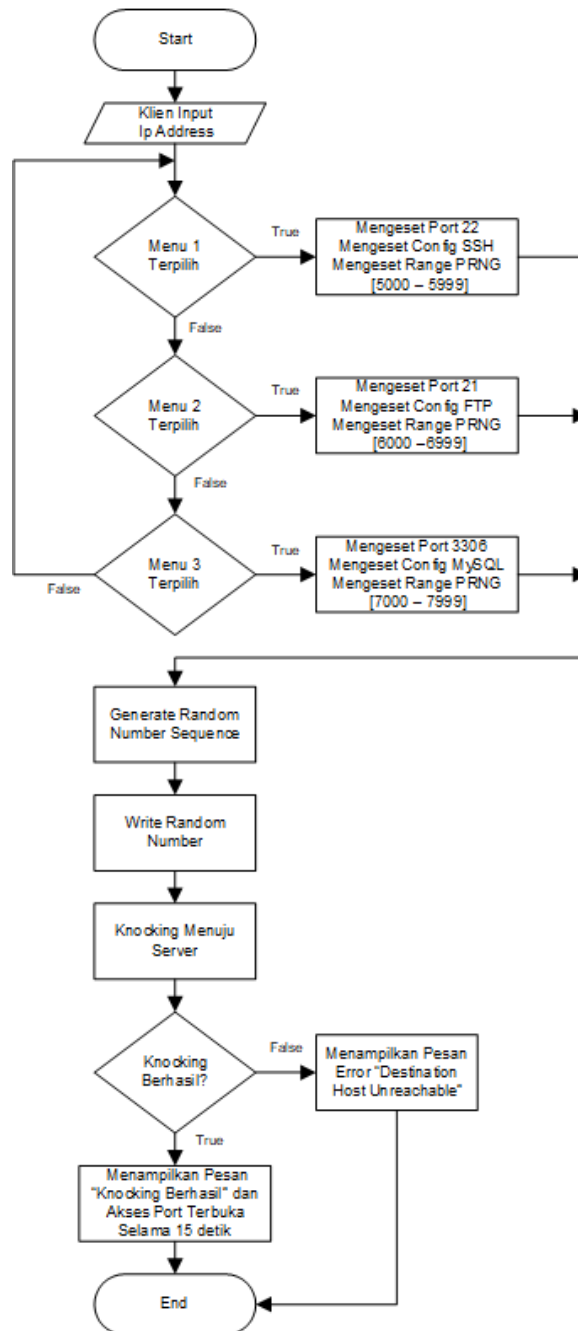 Start
Klien Input
Ip Address
Menu 1
Terpilih
True
Mengeset Port 22
Mengeset Config SSH
Mengeset Range PRNG
[5000 – 5999]
False
Menu 2
Terpilih
True
Mengeset Port 21
Mengeset Config FTP
Mengeset Range PRNG
[6000 –6999]
False
Menu 3
Terpilih
True
Mengeset Port 3306
Mengeset Config MySQL
Mengeset Range PRNG
[7000 – 7999]
False
Generate Random
Number Sequence
Write Random
Number
Knocking Menuju
Server
Knocking
Berhasil?
False
Menampilkan Pesan
Error "Destination
Host Unreachable"
True
Menampilkan Pesan
"Knocking Berhasil" dan
Akses Port Terbuka
Selama 15 detik
End